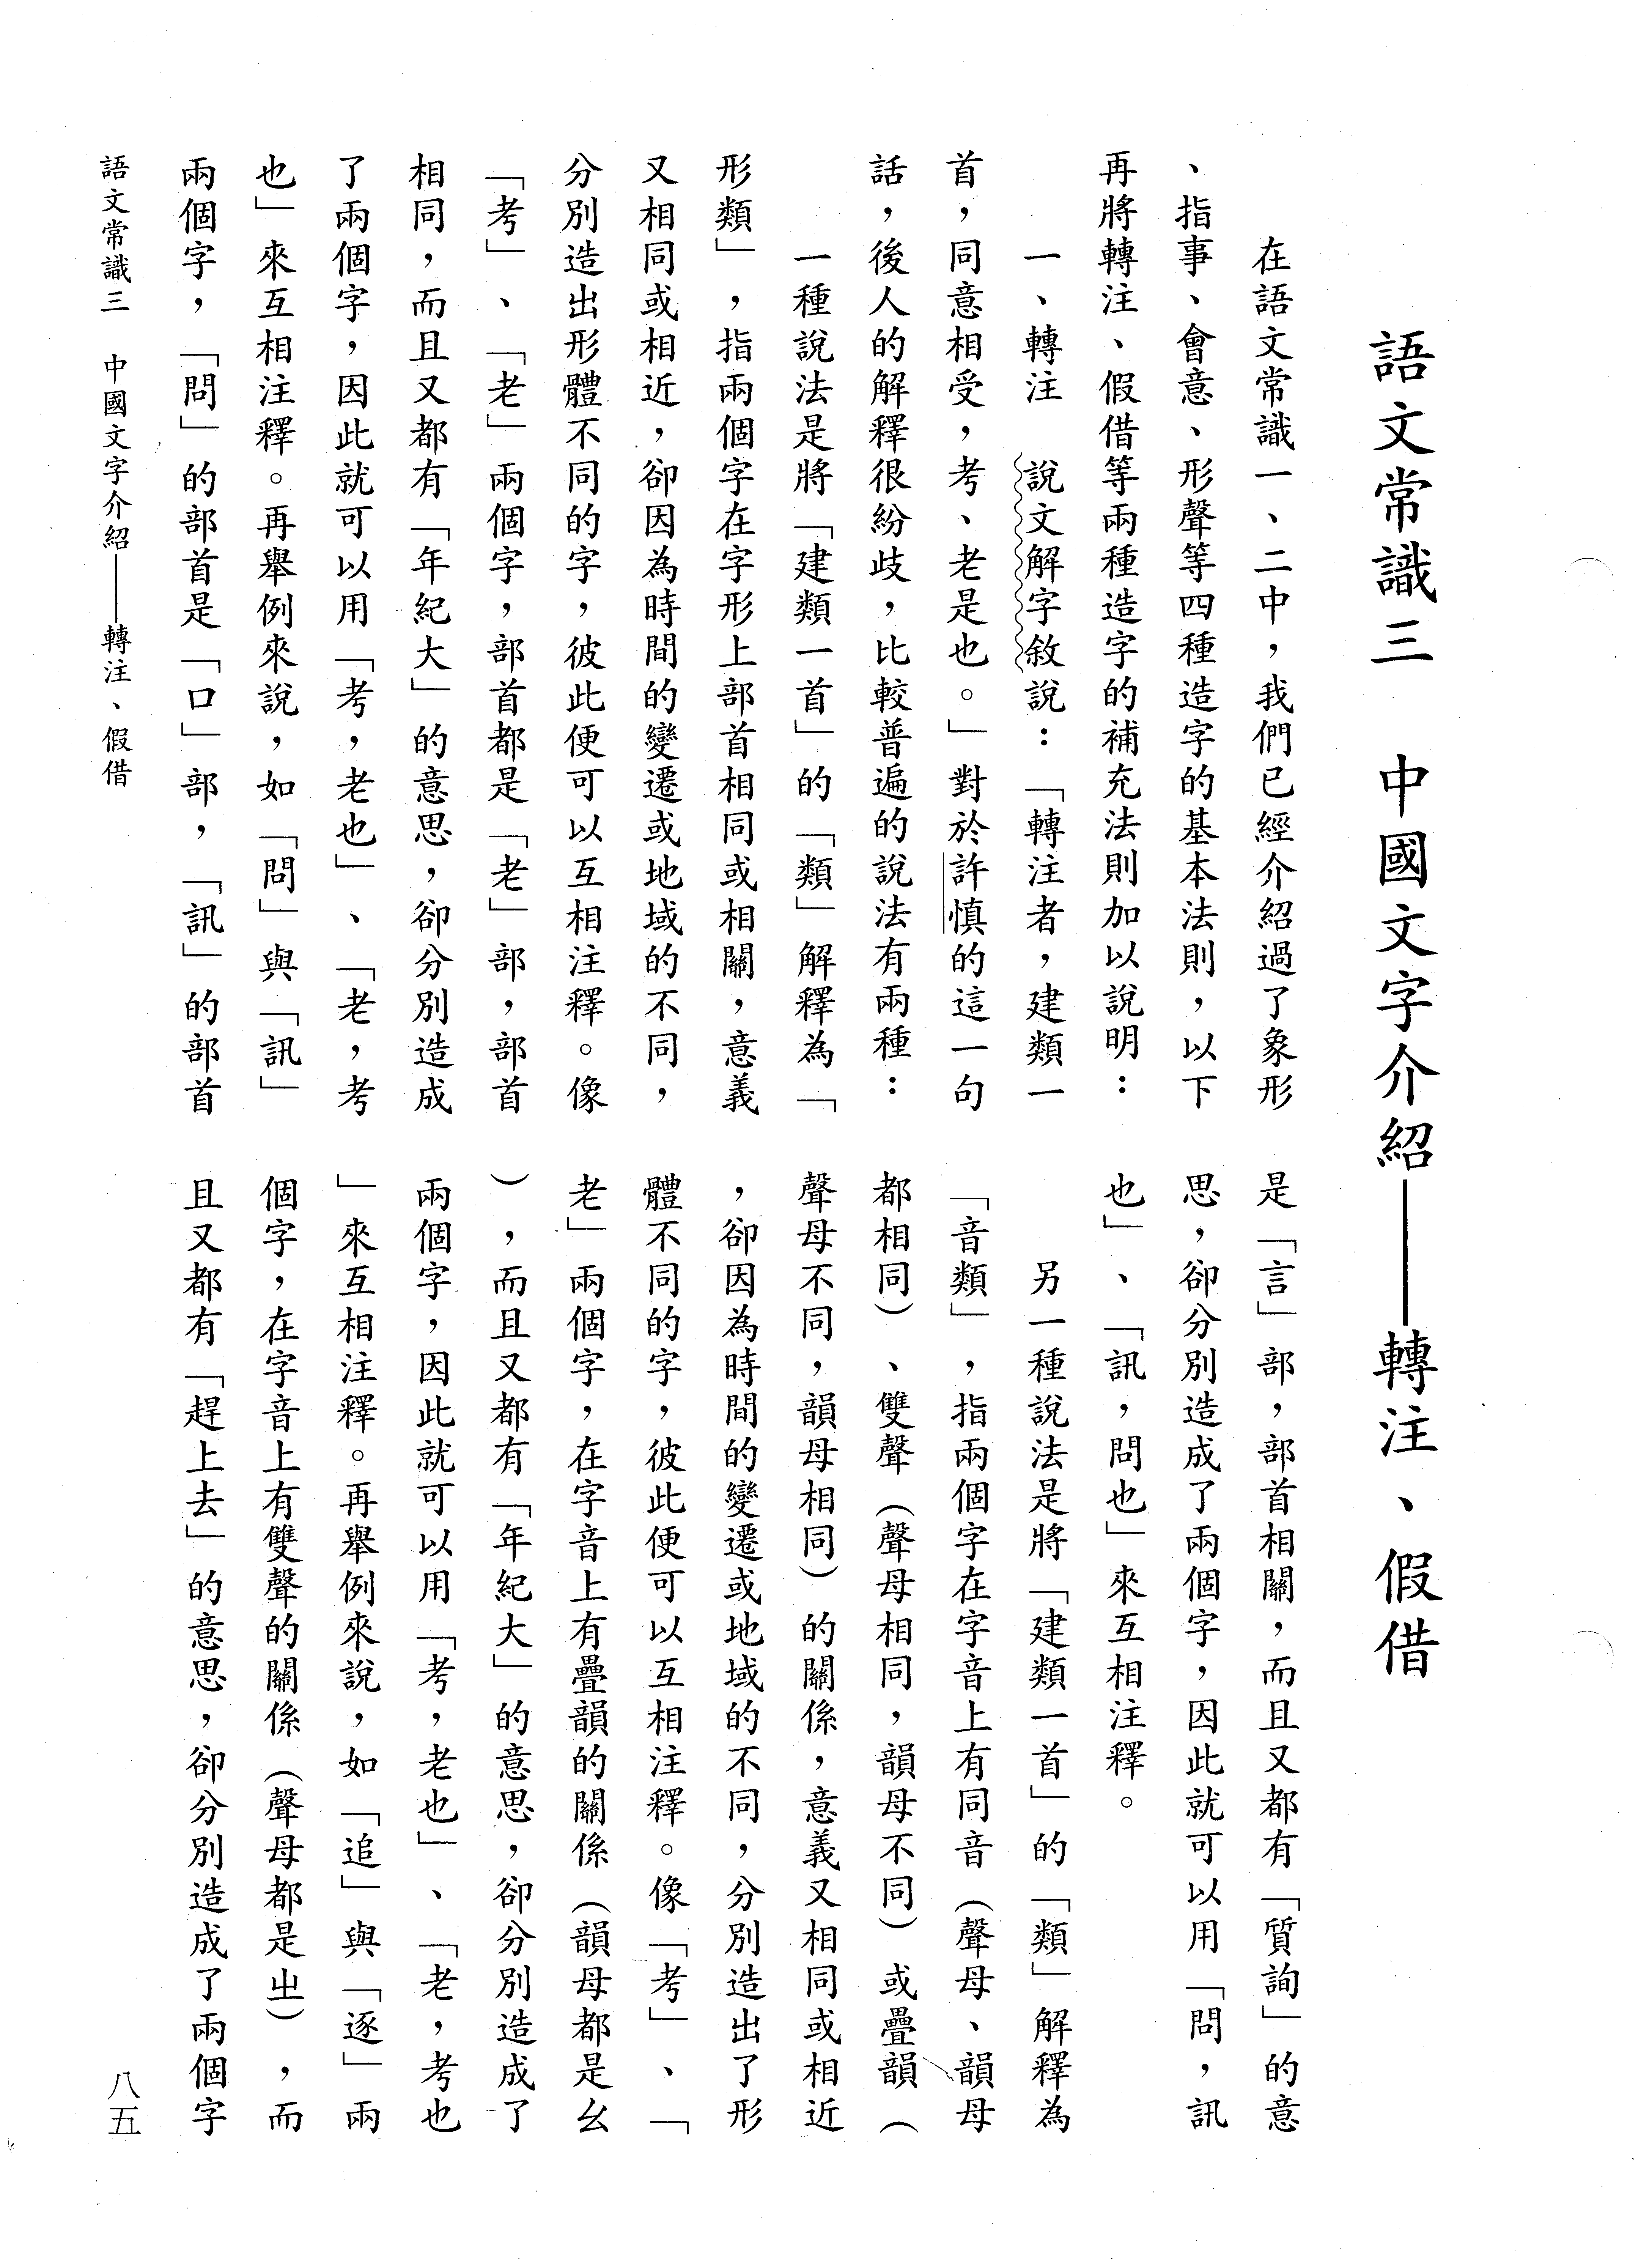 語文常識三　中國文字介紹——轉注、假借
在語文常識一、二中，我們已經介紹過了象形
、指事、會意、形聲等四種造字的基本法則，以下
再將轉注、假借等兩種造字的補充法則加以說明：
一、轉注　說文解字敘說：「轉注者，建類一
首，同意相受，考、老是也。」對於許慎的這一句
話，後人的解釋很紛歧，比較普遍的說法有兩種：
一種說法是將「建類一首」的「類」解釋為「
形類」，指兩個字在字形上部首相同或相關，意義
又相同或相近，卻因為時間的變遷或地域的不同，
分別造出形體不同的字，彼此便可以互相注釋。像
「考」、「老」兩個字，部首都是「老」部，部首
相同，而且又都有「年紀大」的意思，卻分別造成
了兩個字，因此就可以用「考，老也」、「老，考
也」來互相注釋。再舉例來說，如「問」與「訊」
兩個字，「問」的部首是「口」部，「訊」的部首
是「言」部，部首相關，而且又都有「質詢」的意
思，卻分別造成了兩個字，因此就可以用「問，訊
也」、「訊，問也」來互相注釋。
另一種說法是將「建類一首」的「類」解釋為
「音類」，指兩個字在字音上有同音（聲母、韻母
都相同）、雙聲（聲母相同，韻母不同）或疊韻（
聲母不同，韻母相同）的關係，意義又相同或相近
，卻因為時間的變遷或地域的不同，分別造出了形
體不同的字，彼此便可以互相注釋。像「考」、「
老」兩個字，在字音上有疊韻的關係（韻母都是ㄠ
），而且又都有「年紀大」的意思，卻分別造成了
兩個字，因此就可以用「考，老也」、「老，考也
」來互相注釋。再舉例來說，如「追」與「逐」兩
個字，在字音上有雙聲的關係（聲母都是ㄓ），而
且又都有「趕上去」的意思，卻分別造成了兩個字
語文常識三　中國文字介紹——轉注、假借
八五